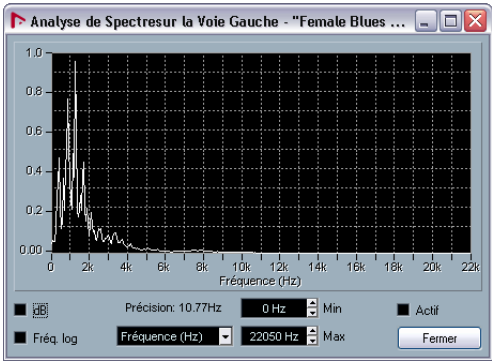 Analyse de Spectresur la Voie Gauche - "Female Blues ...
1.0
0.8
0.6
0.4
0.2
0.00
0 2k 4k 6k 8k 10k 12k 14k 16k 18k 20k 22k
Fréquence (Hz)
dB
Précision: 10.77Hz
0 Hz
Min
Actif
Fréq. log
Fréquence (Hz)
22050 Hz
Max
Fermer